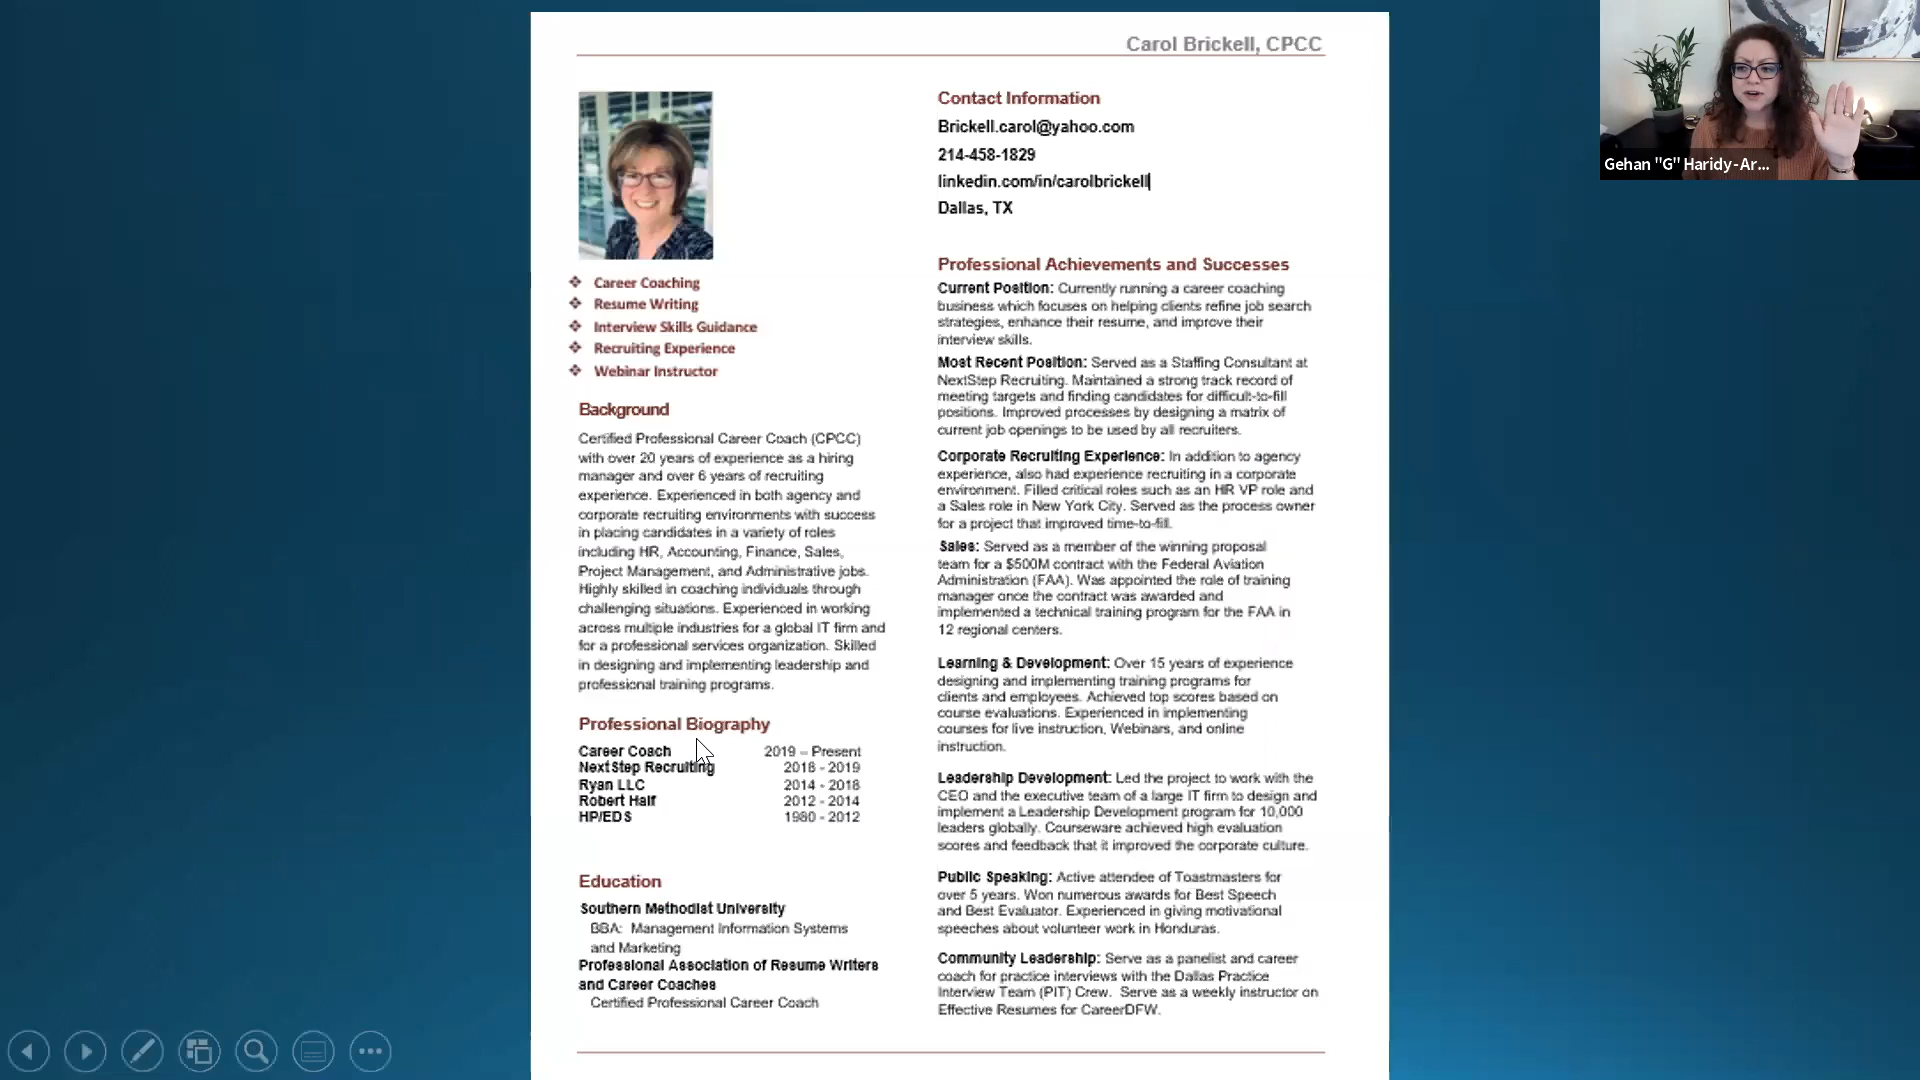 Carol Brickell, CPCC
Career Coaching
Resume Writing
Interview Skills Guidance
Recruiting Experience
Webinar Instructor
Background
Certified Professional Career Coach (CPCC)
with over 20 years of experience as a hiring
manager and over 6 years of recruiting
experience. Experienced in both agency and
corporate recruiting environments with success
in placing candidates in a variety of roles
including HR, Accounting, Finance, Sales,
Project Management, and Administrative jobs.
Highly skilled in coaching individuals through
challenging situations. Experienced in working
across multiple industries for a global IT firm and
for a professional services organization. Skilled
in designing and implementing leadership and
professional training programs.
Professional Biography
Career Coach 2019 – Present
NextStep Recruiting 2018 - 2019
Ryan LLC 2014 - 2018
Robert Half 2012 - 2014
HP/EDS 1980 - 2012
Education
Southern Methodist University
BBA: Management Information Systems
and Marketing
Professional Association of Resume Writers
and Career Coaches
Certified Professional Career Coach
Contact Information
Brickell.carol@yahoo.com
214-458-1829
linkedin.com/in/carolbrickell
Dallas, TX
Professional Achievements and Successes
Current Position: Currently running a career coaching
business which focuses on helping clients refine job search
strategies, enhance their resume, and improve their
interview skills.
Most Recent Position: Served as a Staffing Consultant at
NextStep Recruiting. Maintained a strong track record of
meeting targets and finding candidates for difficult-to-fill
positions. Improved processes by designing a matrix of
current job openings to be used by all recruiters.
Corporate Recruiting Experience: In addition to agency
experience, also had experience recruiting in a corporate
environment. Filled critical roles such as an HR VP role and
a Sales role in New York City. Served as the process owner
for a project that improved time-to-fill.
Sales: Served as a member of the winning proposal
team for a $500M contract with the Federal Aviation
Administration (FAA). Was appointed the role of training
manager once the contract was awarded and
implemented a technical training program for the FAA in
12 regional centers.
Learning & Development: Over 15 years of experience
designing and implementing training programs for
clients and employees. Achieved top scores based on
course evaluations. Experienced in implementing
courses for live instruction, Webinars, and online
instruction.
Leadership Development: Led the project to work with the
CEO and the executive team of a large IT firm to design and
implement a Leadership Development program for 10,000
leaders globally. Courseware achieved high evaluation
scores and feedback that it improved the corporate culture.
Public Speaking: Active attendee of Toastmasters for
over 5 years. Won numerous awards for Best Speech
and Best Evaluator. Experienced in giving motivational
speeches about volunteer work in Honduras.
Community Leadership: Serve as a panelist and career
coach for practice interviews with the Dallas Practice
Interview Team (PIT) Crew. Serve as a weekly instructor on
Effective Resumes for CareerDFW.
Gehan "G" Haridy-Ar...